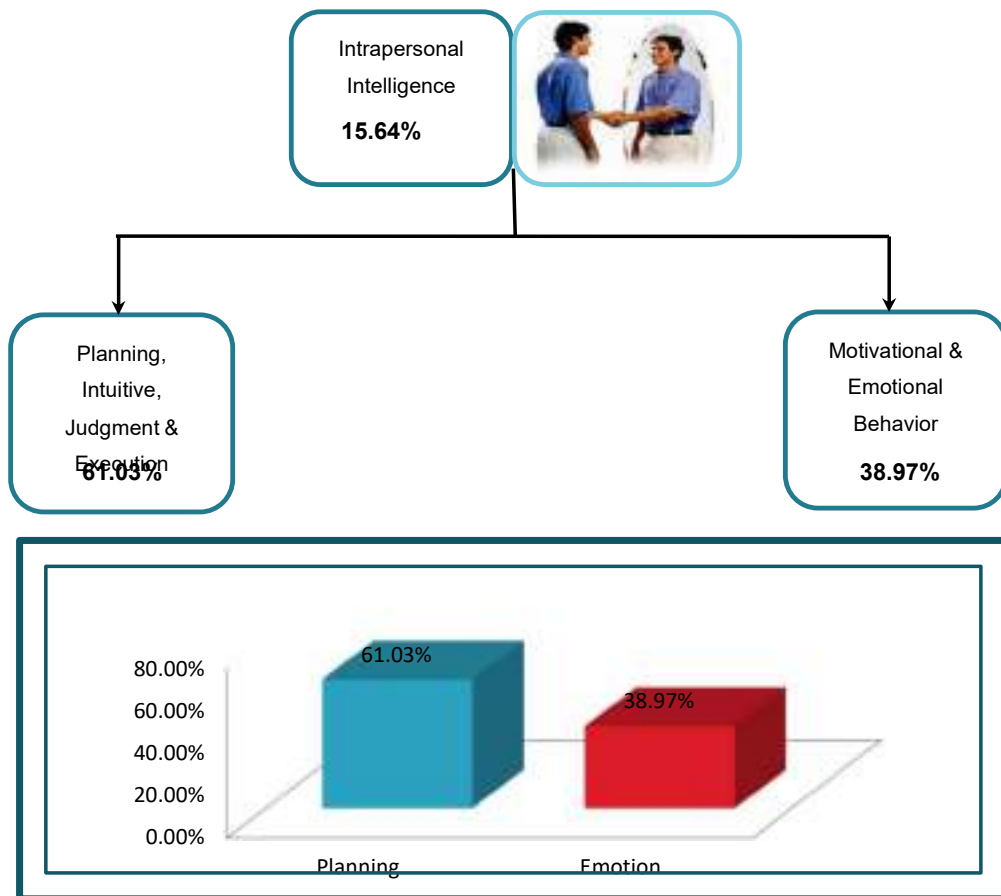 Intrapersonal
Intelligence
15.64%
Planning,
Intuitive,
Judgment &
Execution
61.03%
Motivational &
Emotional
Behavior
38.97%
61.03%
38.97%
80.00%
60.00%
40.00%
20.00%
0.00%
Planning
Emotion